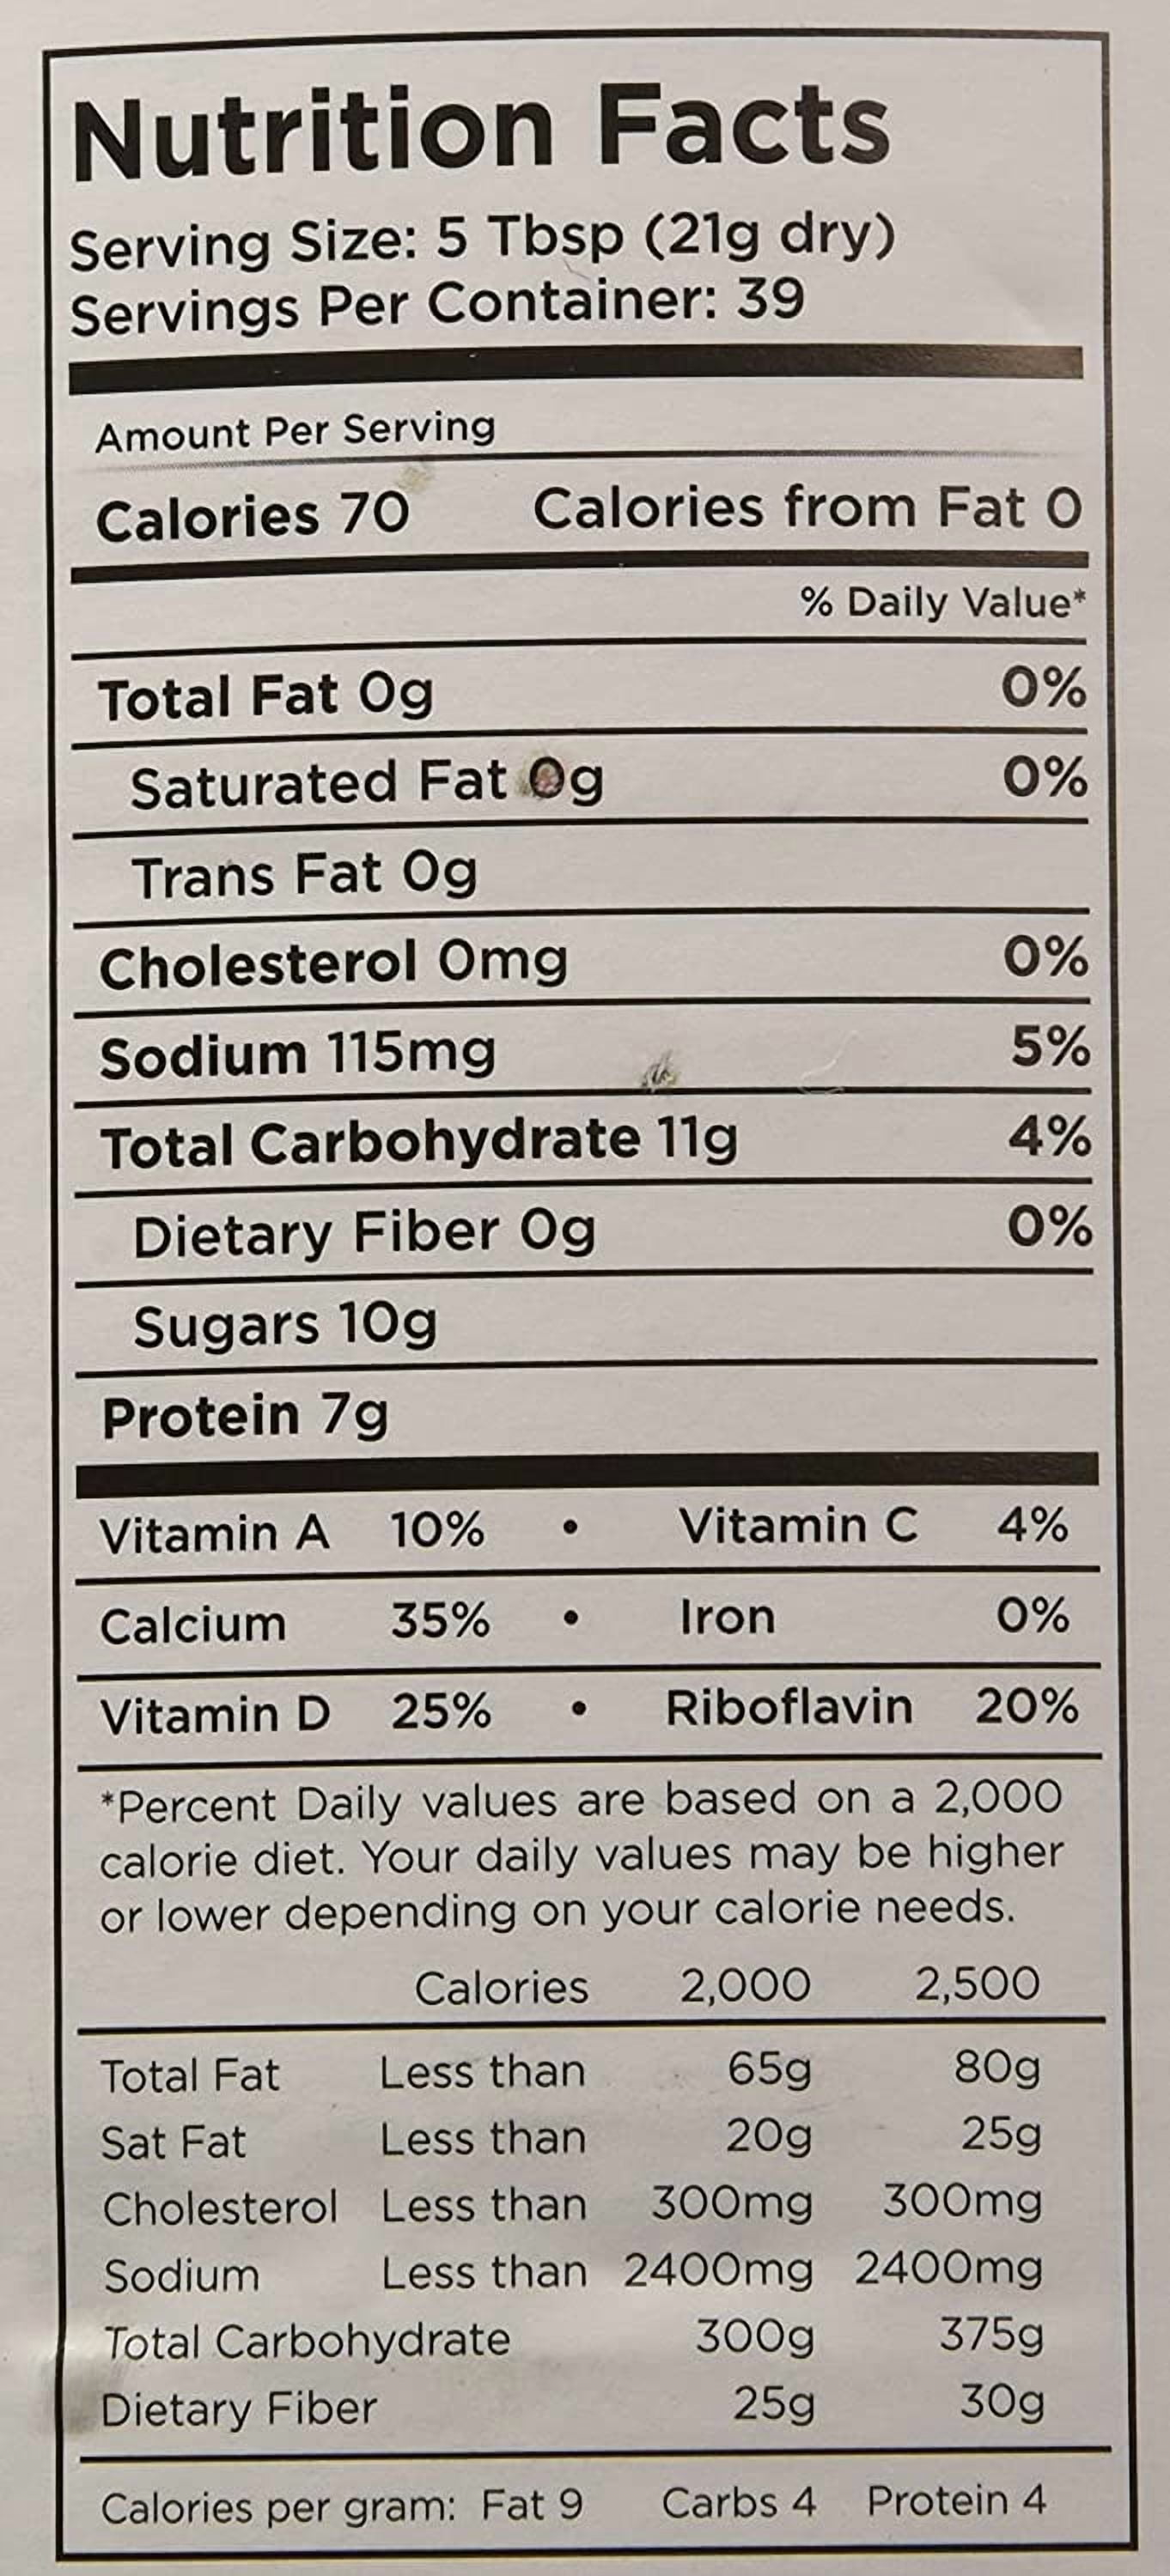 Nutrition Facts
Serving Size: 5 Tbsp (21g dry)
Servings Per Container: 39
Amount Per Serving
Calories 70 Calories from Fat 0
% Daily Value*
Total Fat 0g 0%
Saturated Fat 0g 0%
Trans Fat 0g
Cholesterol 0mg 0%
Sodium 115mg 5%
Total Carbohydrate 11g 4%
Dietary Fiber 0g 0%
Sugars 10g
Protein 7g
Vitamin A 10% • Vitamin C 4%
Calcium 35% • Iron 0%
Vitamin D 25% • Riboflavin 20%
*Percent Daily values are based on a 2,000
calorie diet. Your daily values may be higher
or lower depending on your calorie needs.
Calories 2,000 2,500
Total Fat Less than 65g 80g
Sat Fat Less than 20g 25g
Cholesterol Less than 300mg 300mg
Sodium Less than 2400mg 2400mg
Total Carbohydrate 300g 375g
Dietary Fiber 25g 30g
Calories per gram: Fat 9 Carbs 4 Protein 4